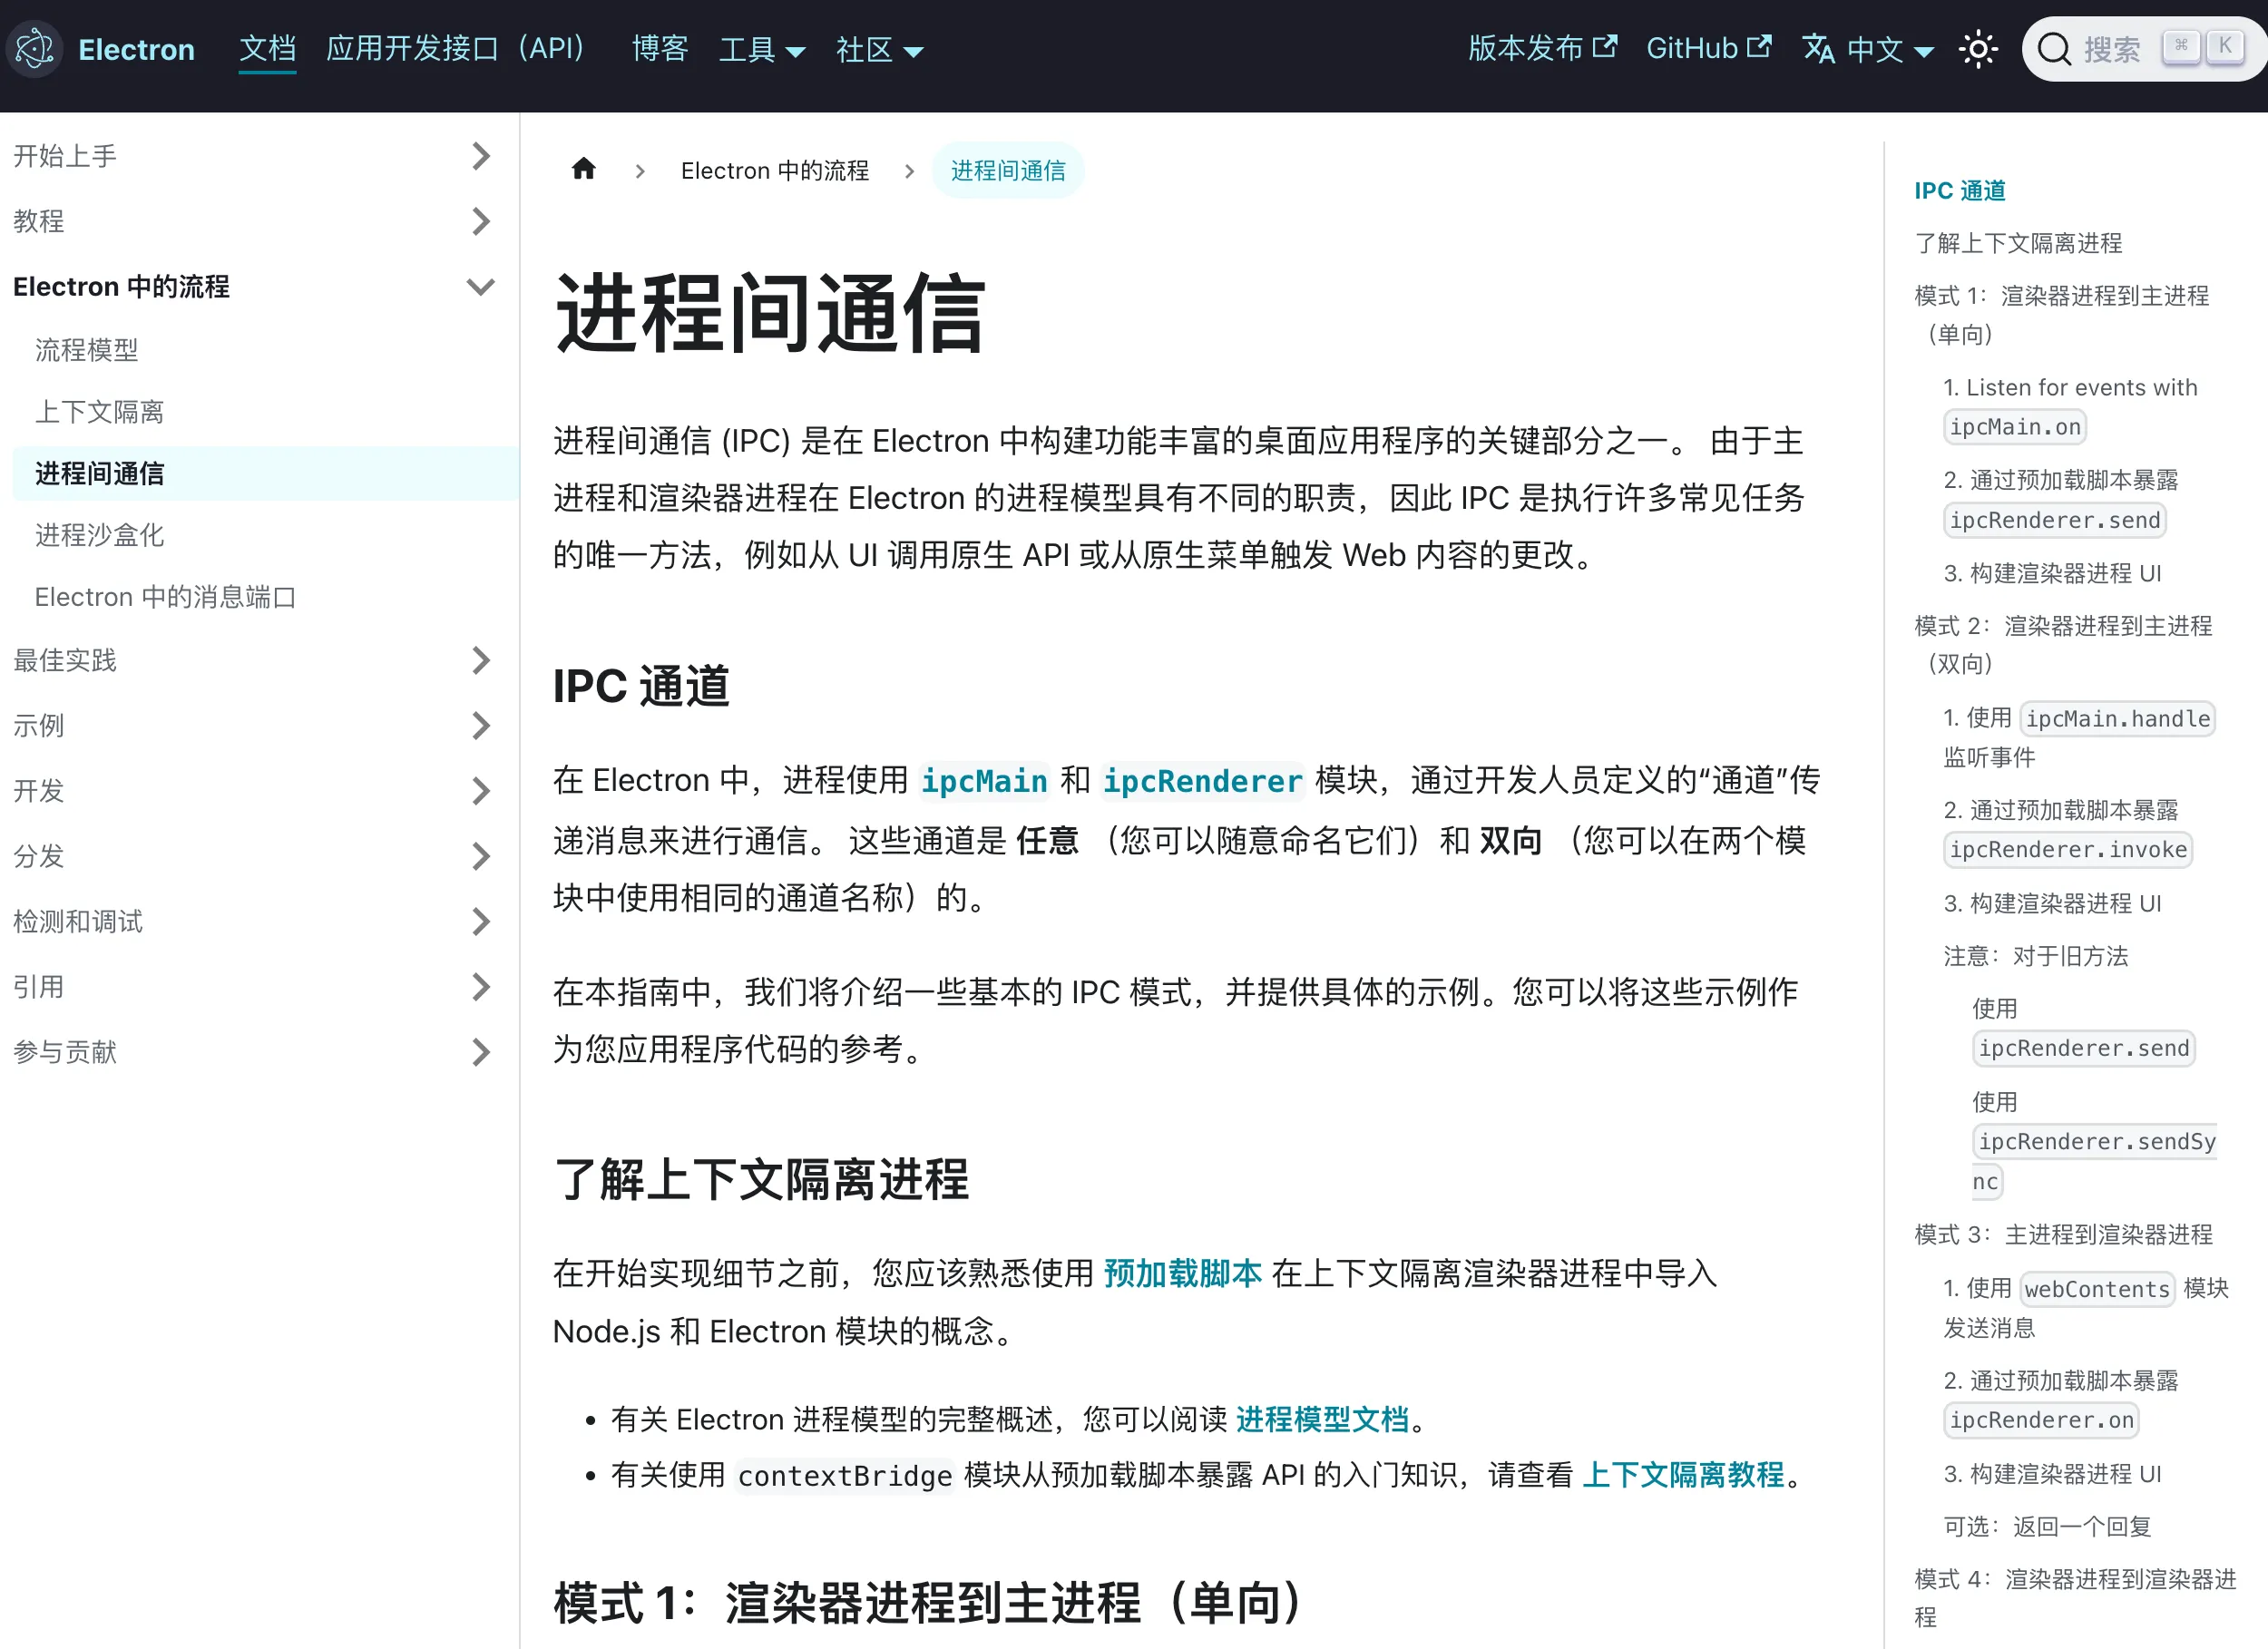 Electron 文档 应用开发接口（API） 博客 工具 社区 版本发布 GitHub 中文 搜索 ⌘ K
开始上手
教程
Electron 中的流程
流程模型
上下文隔离
进程间通信
进程沙盒化
Electron 中的消息端口
最佳实践
示例
开发
分发
检测和调试
引用
参与贡献
Electron 中的流程 进程间通信
进程间通信
进程间通信 (IPC) 是在 Electron 中构建功能丰富的桌面应用程序的关键部分之一。 由于主
进程和渲染器进程在 Electron 的进程模型具有不同的职责，因此 IPC 是执行许多常见任务
的唯一方法，例如从 UI 调用原生 API 或从原生菜单触发 Web 内容的更改。
IPC 通道
在 Electron 中，进程使用 ipcMain 和 ipcRenderer 模块，通过开发人员定义的“通道”传
递消息来进行通信。 这些通道是 任意 （您可以随意命名它们）和 双向 （您可以在两个模
块中使用相同的通道名称）的。
在本指南中，我们将介绍一些基本的 IPC 模式，并提供具体的示例。您可以将这些示例作
为您应用程序代码的参考。
了解上下文隔离进程
在开始实现细节之前，您应该熟悉使用 预加载脚本 在上下文隔离渲染器进程中导入
Node.js 和 Electron 模块的概念。
• 有关 Electron 进程模型的完整概述，您可以阅读 进程模型文档。
• 有关使用 contextBridge 模块从预加载脚本暴露 API 的入门知识，请查看 上下文隔离教程。
模式 1：渲染器进程到主进程（单向）
IPC 通道
了解上下文隔离进程
模式 1：渲染器进程到主进程
（单向）
1. Listen for events with
ipcMain.on
2. 通过预加载脚本暴露
ipcRenderer.send
3. 构建渲染器进程 UI
模式 2：渲染器进程到主进程
（双向）
1. 使用 ipcMain.handle
监听事件
2. 通过预加载脚本暴露
ipcRenderer.invoke
3. 构建渲染器进程 UI
注意：对于旧方法
使用
ipcRenderer.send
使用
ipcRenderer.sendSy
nc
模式 3：主进程到渲染器进程
1. 使用 webContents 模块
发送消息
2. 通过预加载脚本暴露
ipcRenderer.on
3. 构建渲染器进程 UI
可选：返回一个回复
模式 4：渲染器进程到渲染器进
程